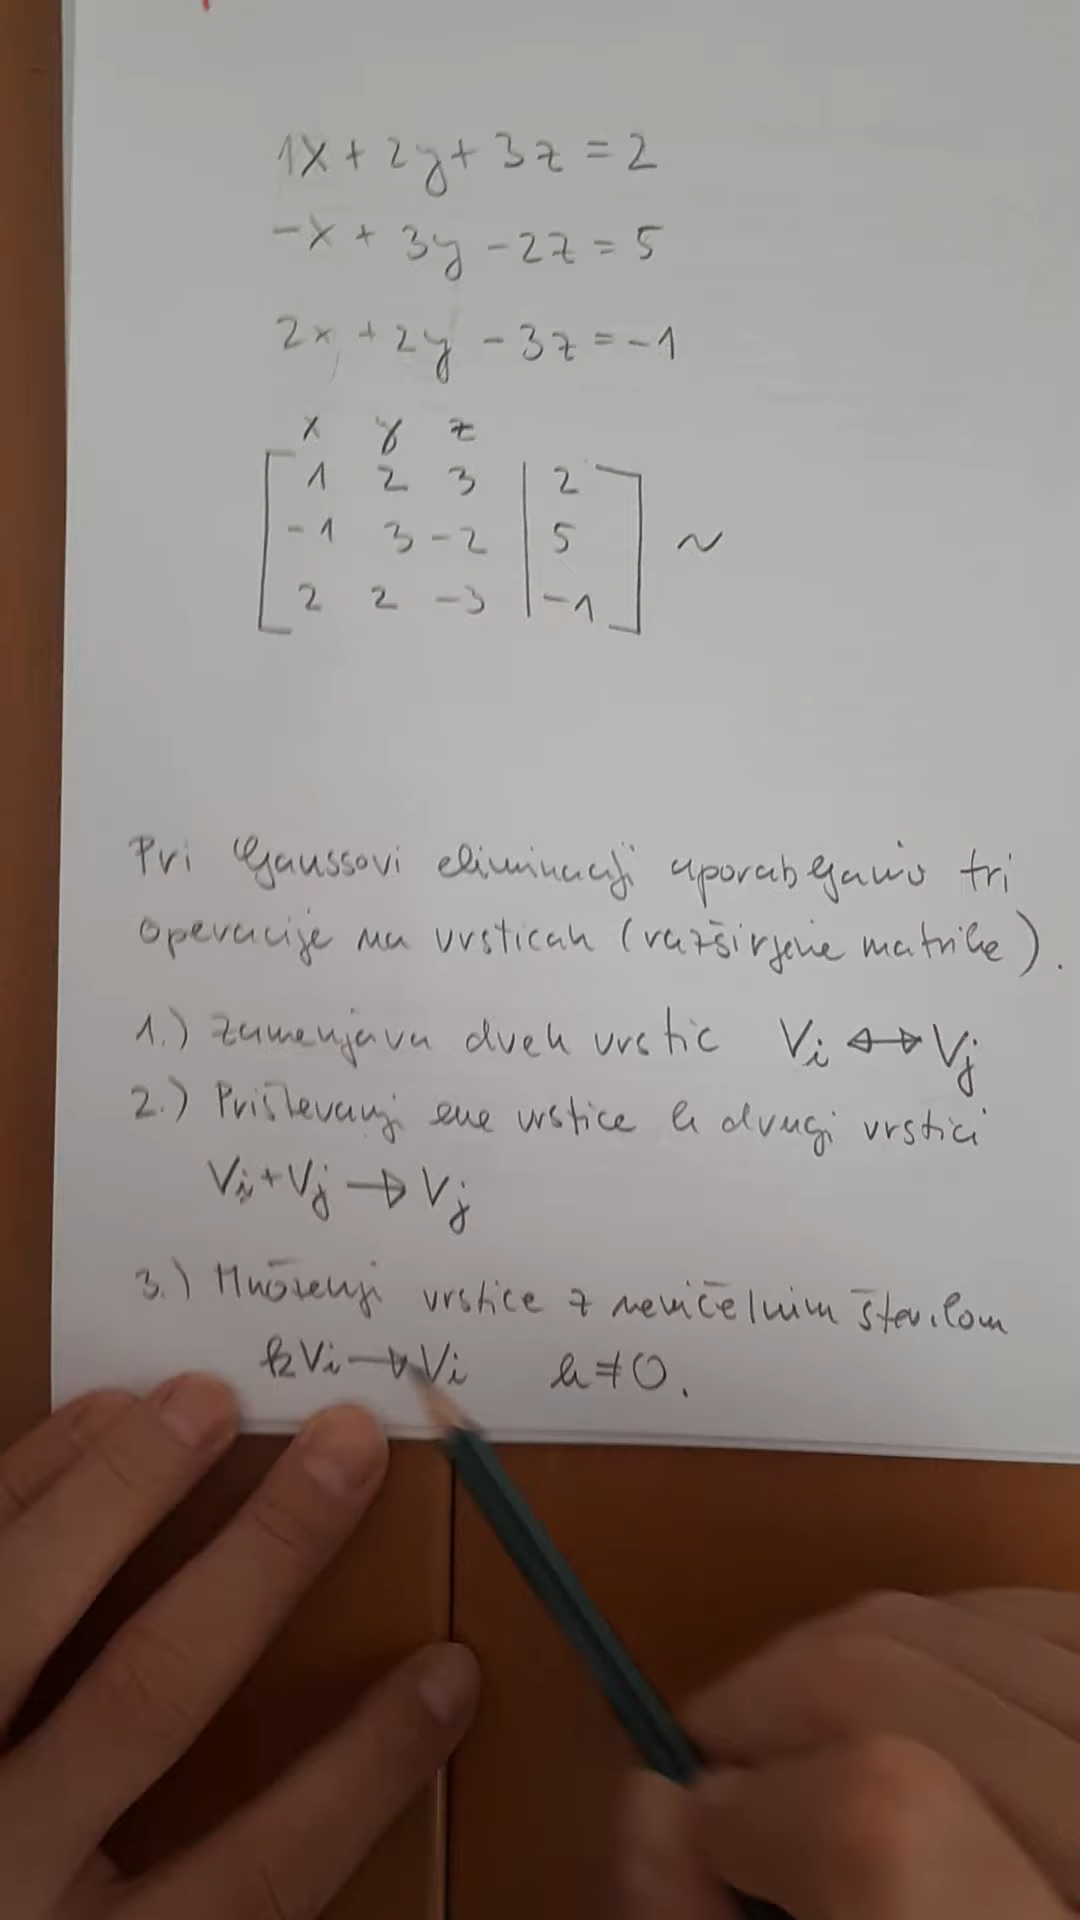 1x + 2y + 3z = 2
-x + 3y - 2z = 5
2x + 2y - 3z = -1
x y z
1 2 3 | 2
-1 3 -2 | 5 ~
2 2 -3 | -1
Pri Gaussovi eliminaciji uporabljamo tri
operacije na vrsticah (razširjene matrike).
1.) zamenjava dveh vrstic Vi ↔ Vj
2.) Prištevanje ene vrstice k drugi vrstici
Vi + Vj → Vj
3.) Množenje vrstice z neničelnim številom
kVi → Vi k ≠ 0.